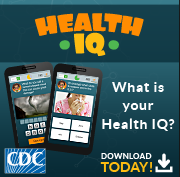 HEALTH
IQ
What is
your
Health IQ?
CDC
DOWNLOAD
TODAY!